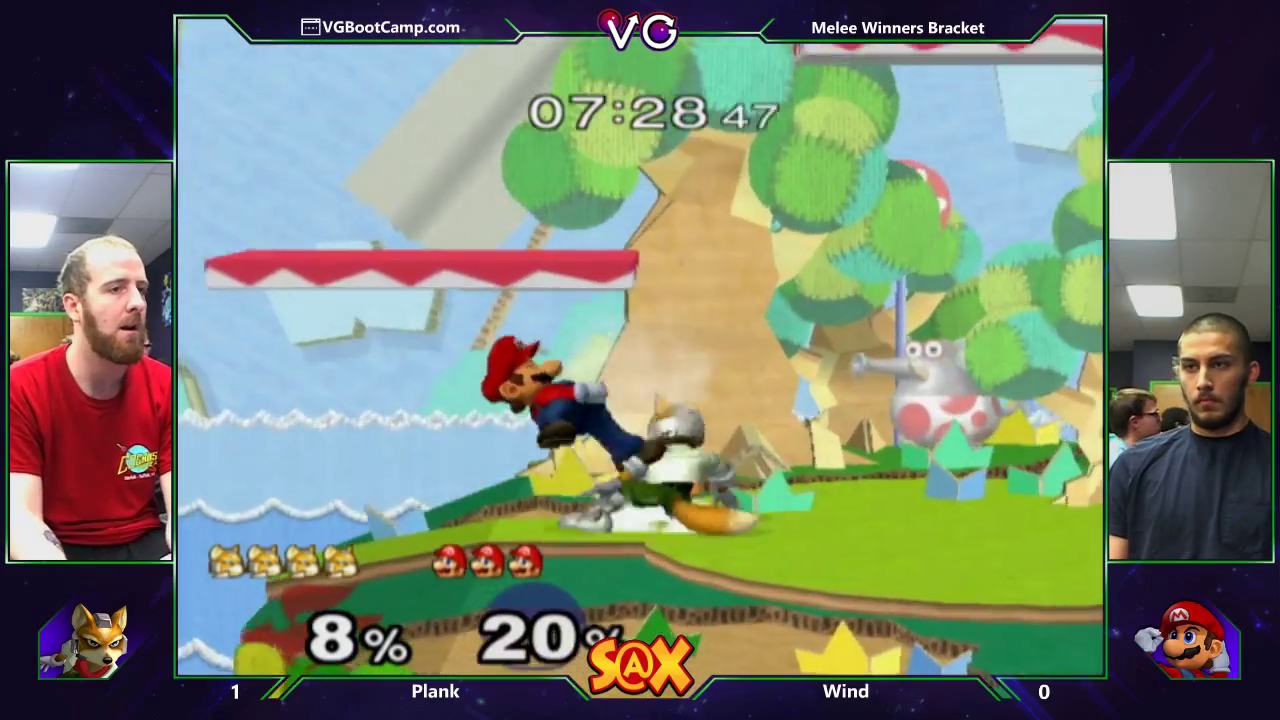 VGBootCamp.com
VG
Melee Winners Bracket
07:28 47
8%
20%
S@X
1
Plank
Wind
0